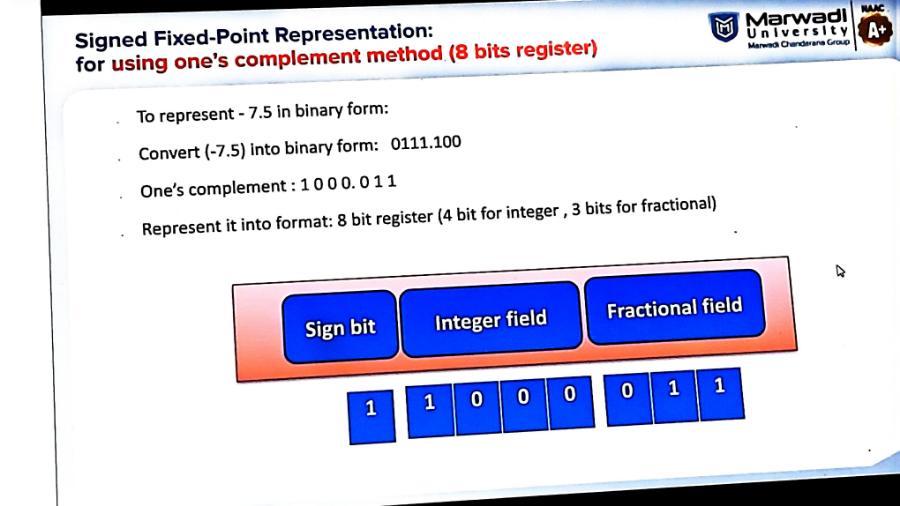 Signed Fixed-Point Representation:
for using one's complement method (8 bits register)
Marwadi
University
Marwadi Chandarana Group
NAAC
A+
To represent - 7.5 in binary form:
Convert (-7.5) into binary form: 0111.100
One's complement : 1 0 0 0. 0 1 1
Represent it into format: 8 bit register (4 bit for integer , 3 bits for fractional)
Sign bit
Integer field
Fractional field
1 1 0 0 0 0 1 1